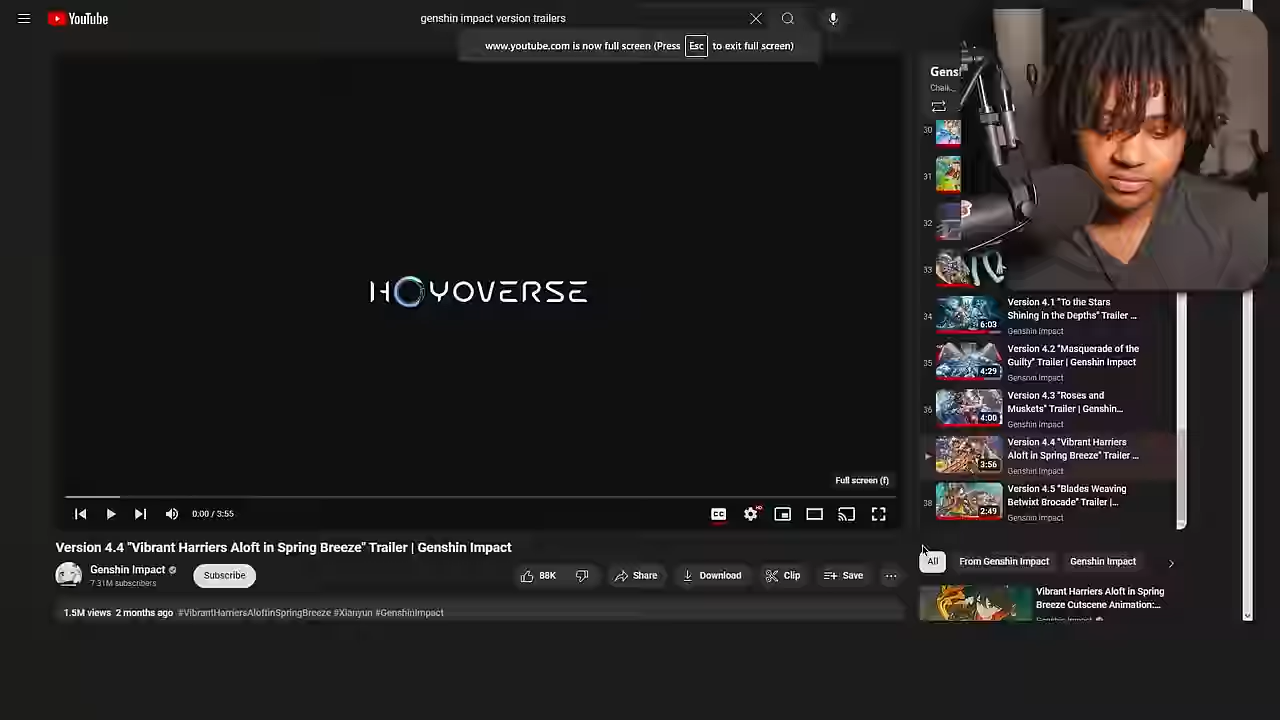 YouTube
genshin impact version trailers
www.youtube.com is now full screen (Press Esc to exit full screen)
HOYOVERSE
Full screen (f)
0:00 / 3:55
CC
Version 4.4 "Vibrant Harriers Aloft in Spring Breeze" Trailer | Genshin Impact
Genshin Impact
7.31M subscribers
Subscribe
88K
Share
Download
Clip
Save
1.5M views 2 months ago #VibrantHarriersAloftinSpringBreeze #Xianyun #GenshinImpact
Gens
30
31
32
33
34
6:03
Version 4.1 "To the Stars
Shining in the Depths" Trailer ...
Genshin Impact
35
4:29
Version 4.2 "Masquerade of the
Guilty" Trailer | Genshin Impact
Genshin Impact
36
4:00
Version 4.3 "Roses and
Muskets" Trailer | Genshin...
Genshin Impact
3:56
Version 4.4 "Vibrant Harriers
Aloft in Spring Breeze" Trailer ...
Genshin Impact
38
2:49
Version 4.5 "Blades Weaving
Betwixt Brocade" Trailer |...
Genshin Impact
All
From Genshin Impact
Genshin Impact
Vibrant Harriers Aloft in Spring
Breeze Cutscene Animation:...
Genshin Impact